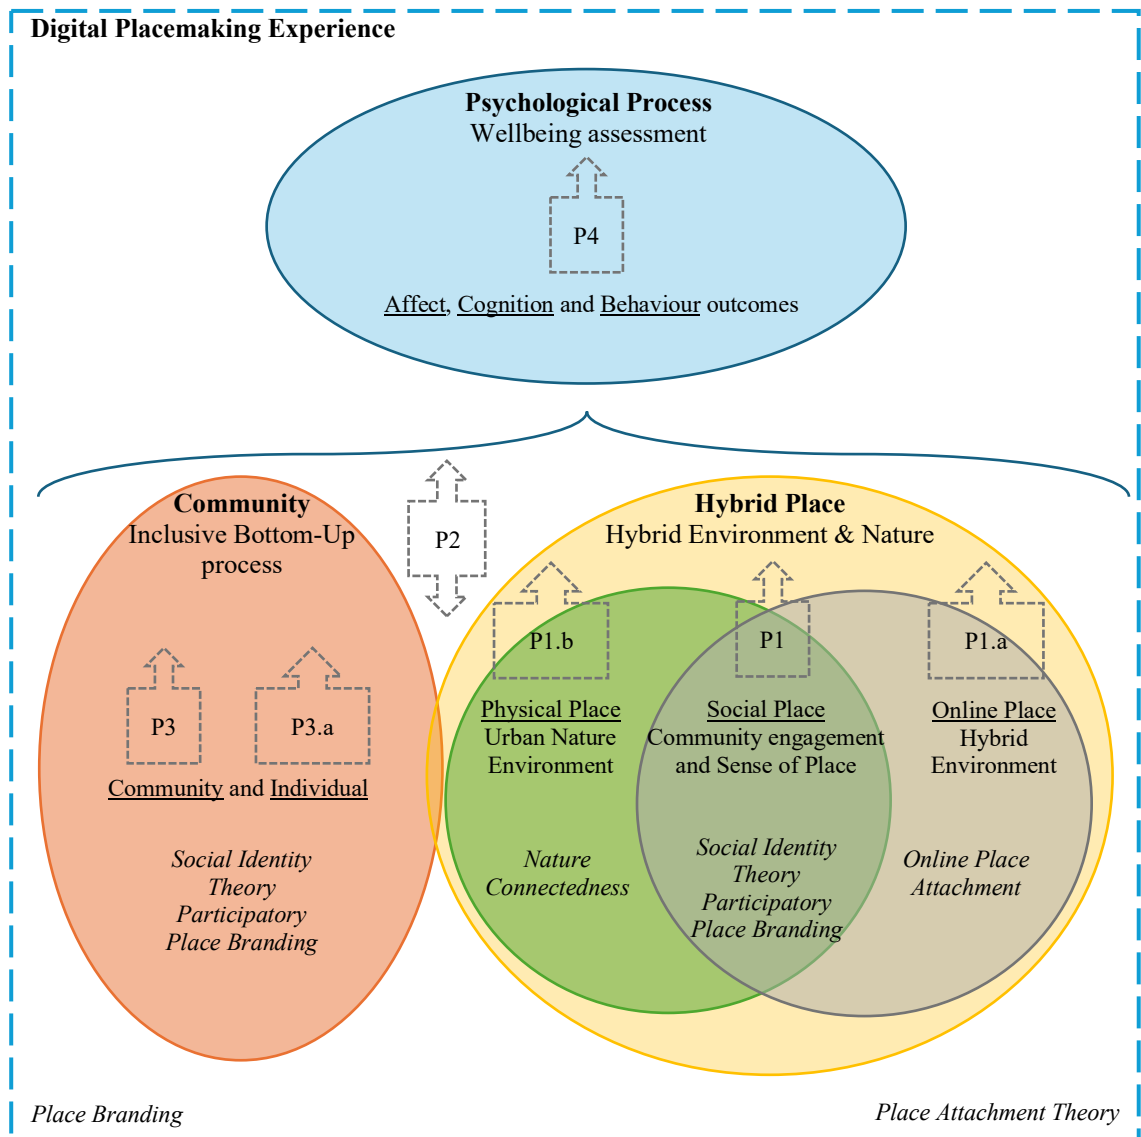 Digital Placemaking Experience
Psychological Process
Wellbeing assessment
P4
Affect, Cognition and Behaviour outcomes
Community
Inclusive Bottom-Up
process
P3
P3.a
Community and Individual
Social Identity
Theory
Participatory
Place Branding
P2
Hybrid Place
Hybrid Environment & Nature
P1.b
P1
P1.a
Physical Place
Urban Nature
Environment
Social Place
Community engagement
and Sense of Place
Online Place
Hybrid
Environment
Nature
Connectedness
Social Identity
Theory
Participatory
Place Branding
Online Place
Attachment
Place Branding
Place Attachment Theory